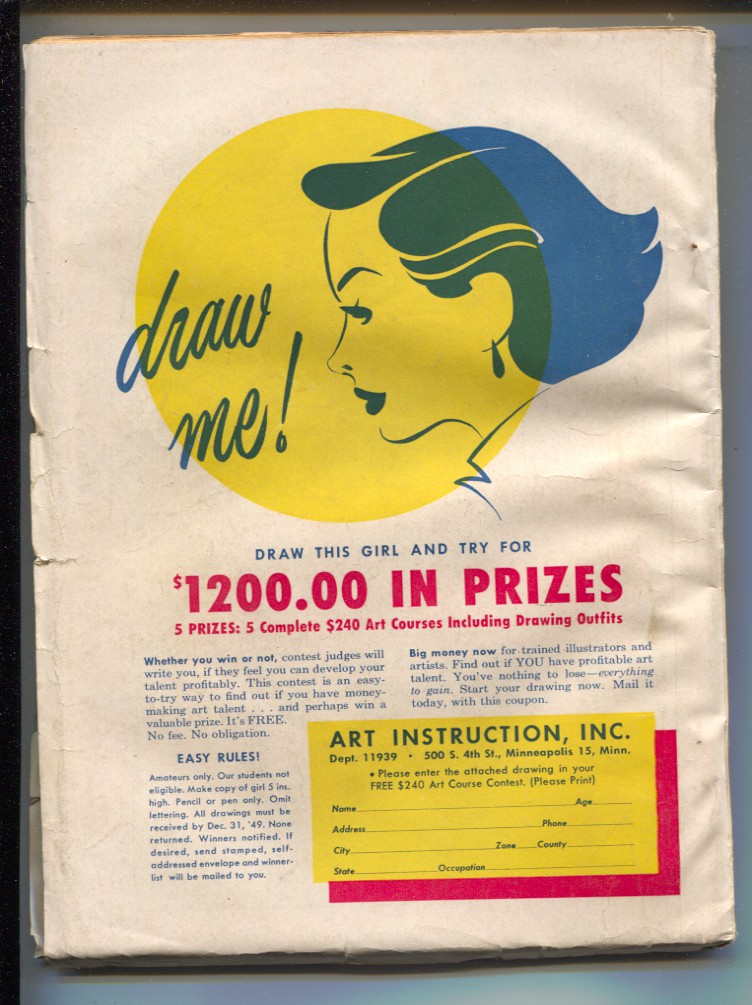 draw
me!
DRAW THIS GIRL AND TRY FOR
$1200.00 IN PRIZES
5 PRIZES: 5 Complete $240 Art Courses Including Drawing Outfits
Whether you win or not, contest judges will
write you, if they feel you can develop your
talent profitably. This contest is an easy-
to-try way to find out if you have money-
making art talent . . . and perhaps win a
valuable prize. It's FREE.
No fee. No obligation.
Big money now for trained illustrators and
artists. Find out if YOU have profitable art
talent. You've nothing to lose—everything
to gain. Start your drawing now. Mail it
today, with this coupon.
EASY RULES!
Amateurs only. Our students not
eligible. Make copy of girl 5 ins.
high. Pencil or pen only. Omit
lettering. All drawings must be
received by Dec. 31, '49. None
returned. Winners notified. If
desired, send stamped, self-
addressed envelope and winner-
list will be mailed to you.
ART INSTRUCTION, INC.
Dept. 11939 • 500 S. 4th St., Minneapolis 15, Minn.
• Please enter the attached drawing in your
FREE $240 Art Course Contest. (Please Print)
Name Age
Address Phone
City Zone County
State Occupation